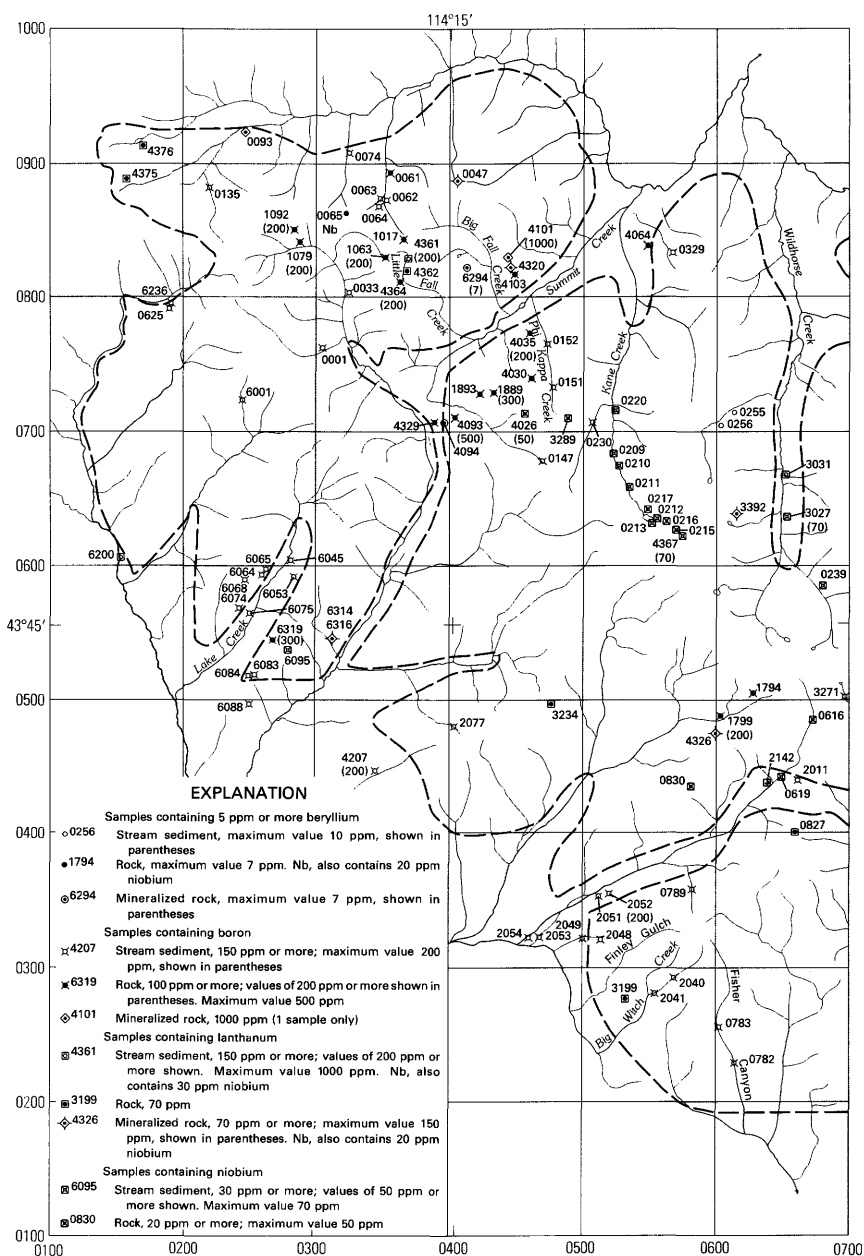 114°15′
1000
0900
0800
0700
0600
43°45′
0500
0400
0300
0200
0100
0100
0200
0300
0400
0500
0600
0700
4376
0093
0074
4375
0135
0061
0047
0063
0062
0064
1092
(200)
0065
Nb
1079
(200)
1017
1063
(200)
4361
(200)
4362
4364
(200)
Little
Fall
Creek
Big
Fall
Creek
4101
(1000)
4320
4103
6294
(7)
Summit
Creek
4064
0329
Wildhorse
Creek
6236
0625
0033
0001
4035
(200)
0152
Phi
Kappa
Creek
Kane
Creek
4030
0151
1893
1889
(300)
6001
0220
0255
0256
4329
4093
(500)
4094
4026
(50)
3289
0230
0147
0209
0210
0211
3031
0217
0212
0213
0216
0215
4367
(70)
3392
3027
(70)
6200
6045
6065
6064
6068
6074
6053
6075
0239
6314
6316
6319
(300)
6095
Lake
Creek
6084
6083
6088
1794
3271
3234
1799
(200)
0616
2077
4326
4207
(200)
2142
2011
0830
0619
0827
0789
2052
(200)
2051
2049
2048
2054
2053
Finley
Gulch
Big
Witch
Creek
3199
2040
2041
Fisher
Canyon
0783
0782
EXPLANATION
Samples containing 5 ppm or more beryllium
0256 Stream sediment, maximum value 10 ppm, shown in
parentheses
1794 Rock, maximum value 7 ppm. Nb, also contains 20 ppm
niobium
6294 Mineralized rock, maximum value 7 ppm, shown in
parentheses
Samples containing boron
4207 Stream sediment, 150 ppm or more; maximum value 200
ppm, shown in parentheses
6319 Rock, 100 ppm or more; values of 200 ppm or more shown in
parentheses. Maximum value 500 ppm
4101 Mineralized rock, 1000 ppm (1 sample only)
Samples containing lanthanum
4361 Stream sediment, 150 ppm or more; values of 200 ppm or
more shown. Maximum value 1000 ppm. Nb, also
contains 30 ppm niobium
3199 Rock, 70 ppm
4326 Mineralized rock, 70 ppm or more; maximum value 150
ppm, shown in parentheses. Nb, also contains 20 ppm
niobium
Samples containing niobium
6095 Stream sediment, 30 ppm or more; values of 50 ppm or
more shown. Maximum value 70 ppm
0830 Rock, 20 ppm or more; maximum value 50 ppm